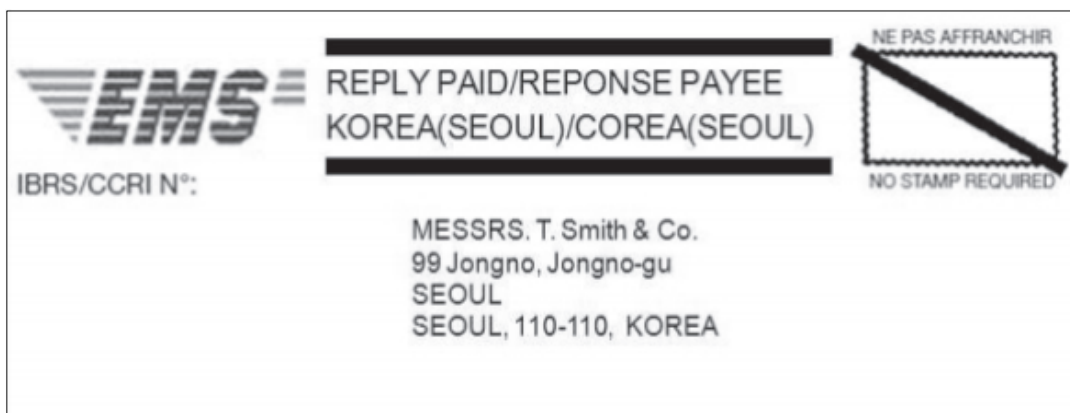 EMS
IBRS/CCRI N°:
REPLY PAID/REPONSE PAYEE
KOREA(SEOUL)/COREA(SEOUL)
NE PAS AFFRANCHIR
NO STAMP REQUIRED
MESSRS. T. Smith & Co.
99 Jongno, Jongno-gu
SEOUL
SEOUL, 110-110, KOREA